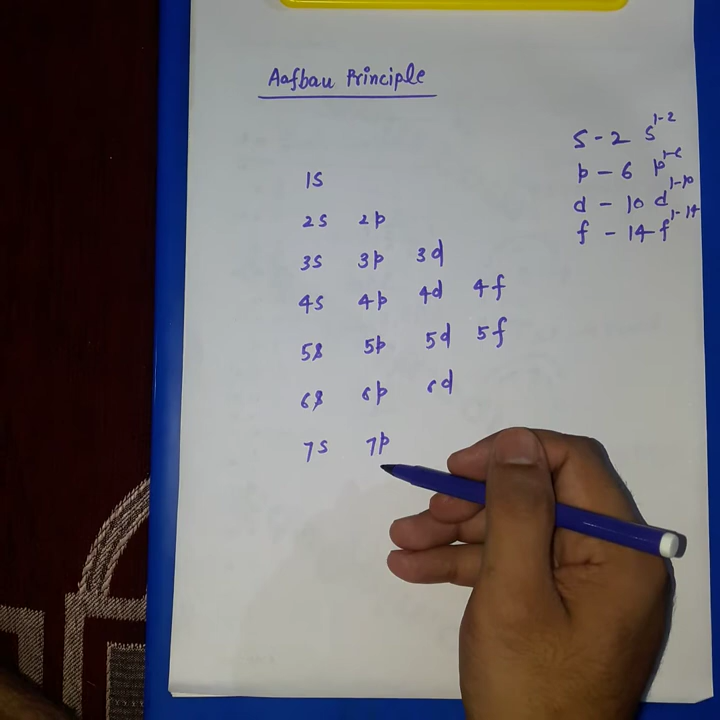 Aafbau Principle
1s
2s 2p
3s 3p 3d
4s 4p 4d 4f
5s 5p 5d 5f
6s 6p 6d
7s 7p
s - 2 s1-2
p - 6 p1-6
d - 10 d1-10
f - 14 f1-14